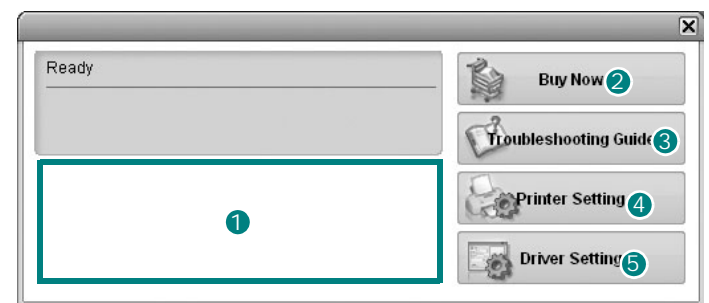 Ready
Buy Now 2
Troubleshooting Guide 3
1
Printer Setting 4
Driver Setting 5